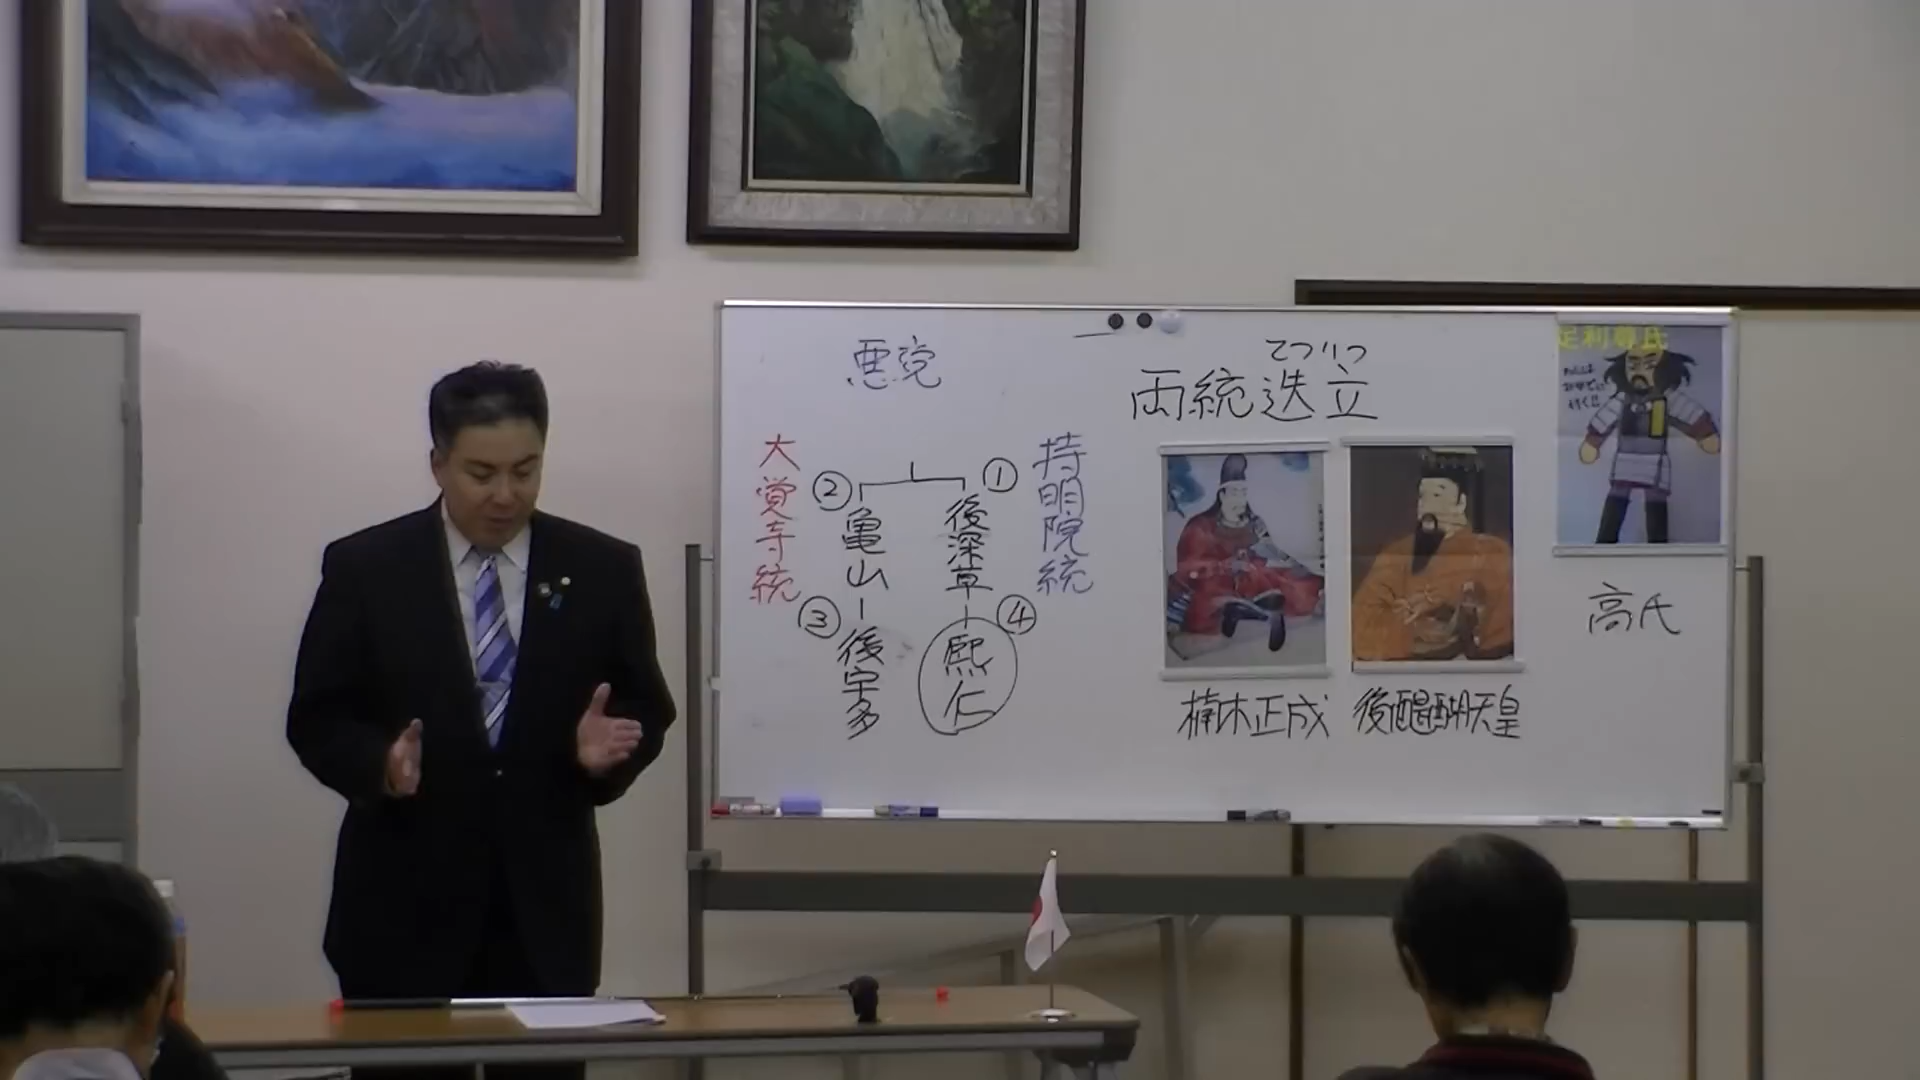 悪党
てつりつ
両統迭立
足利尊氏
持明院統
①
後深草
④
熙仁
大覚寺統
②
亀山
③
後宇多
楠木正成
後醍醐天皇
高氏